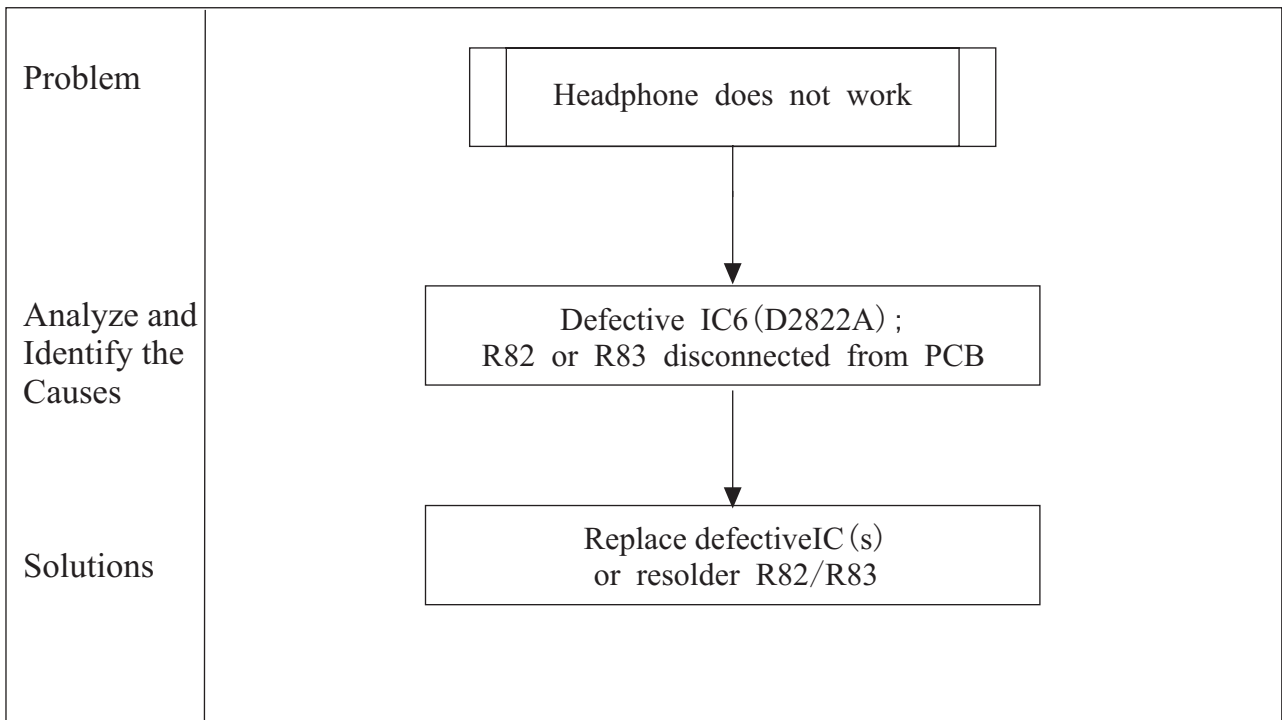 Problem
Headphone does not work
Analyze and
Identify the
Causes
Defective IC6(D2822A);
R82 or R83 disconnected from PCB
Solutions
Replace defectiveIC(s)
or resolder R82/R83